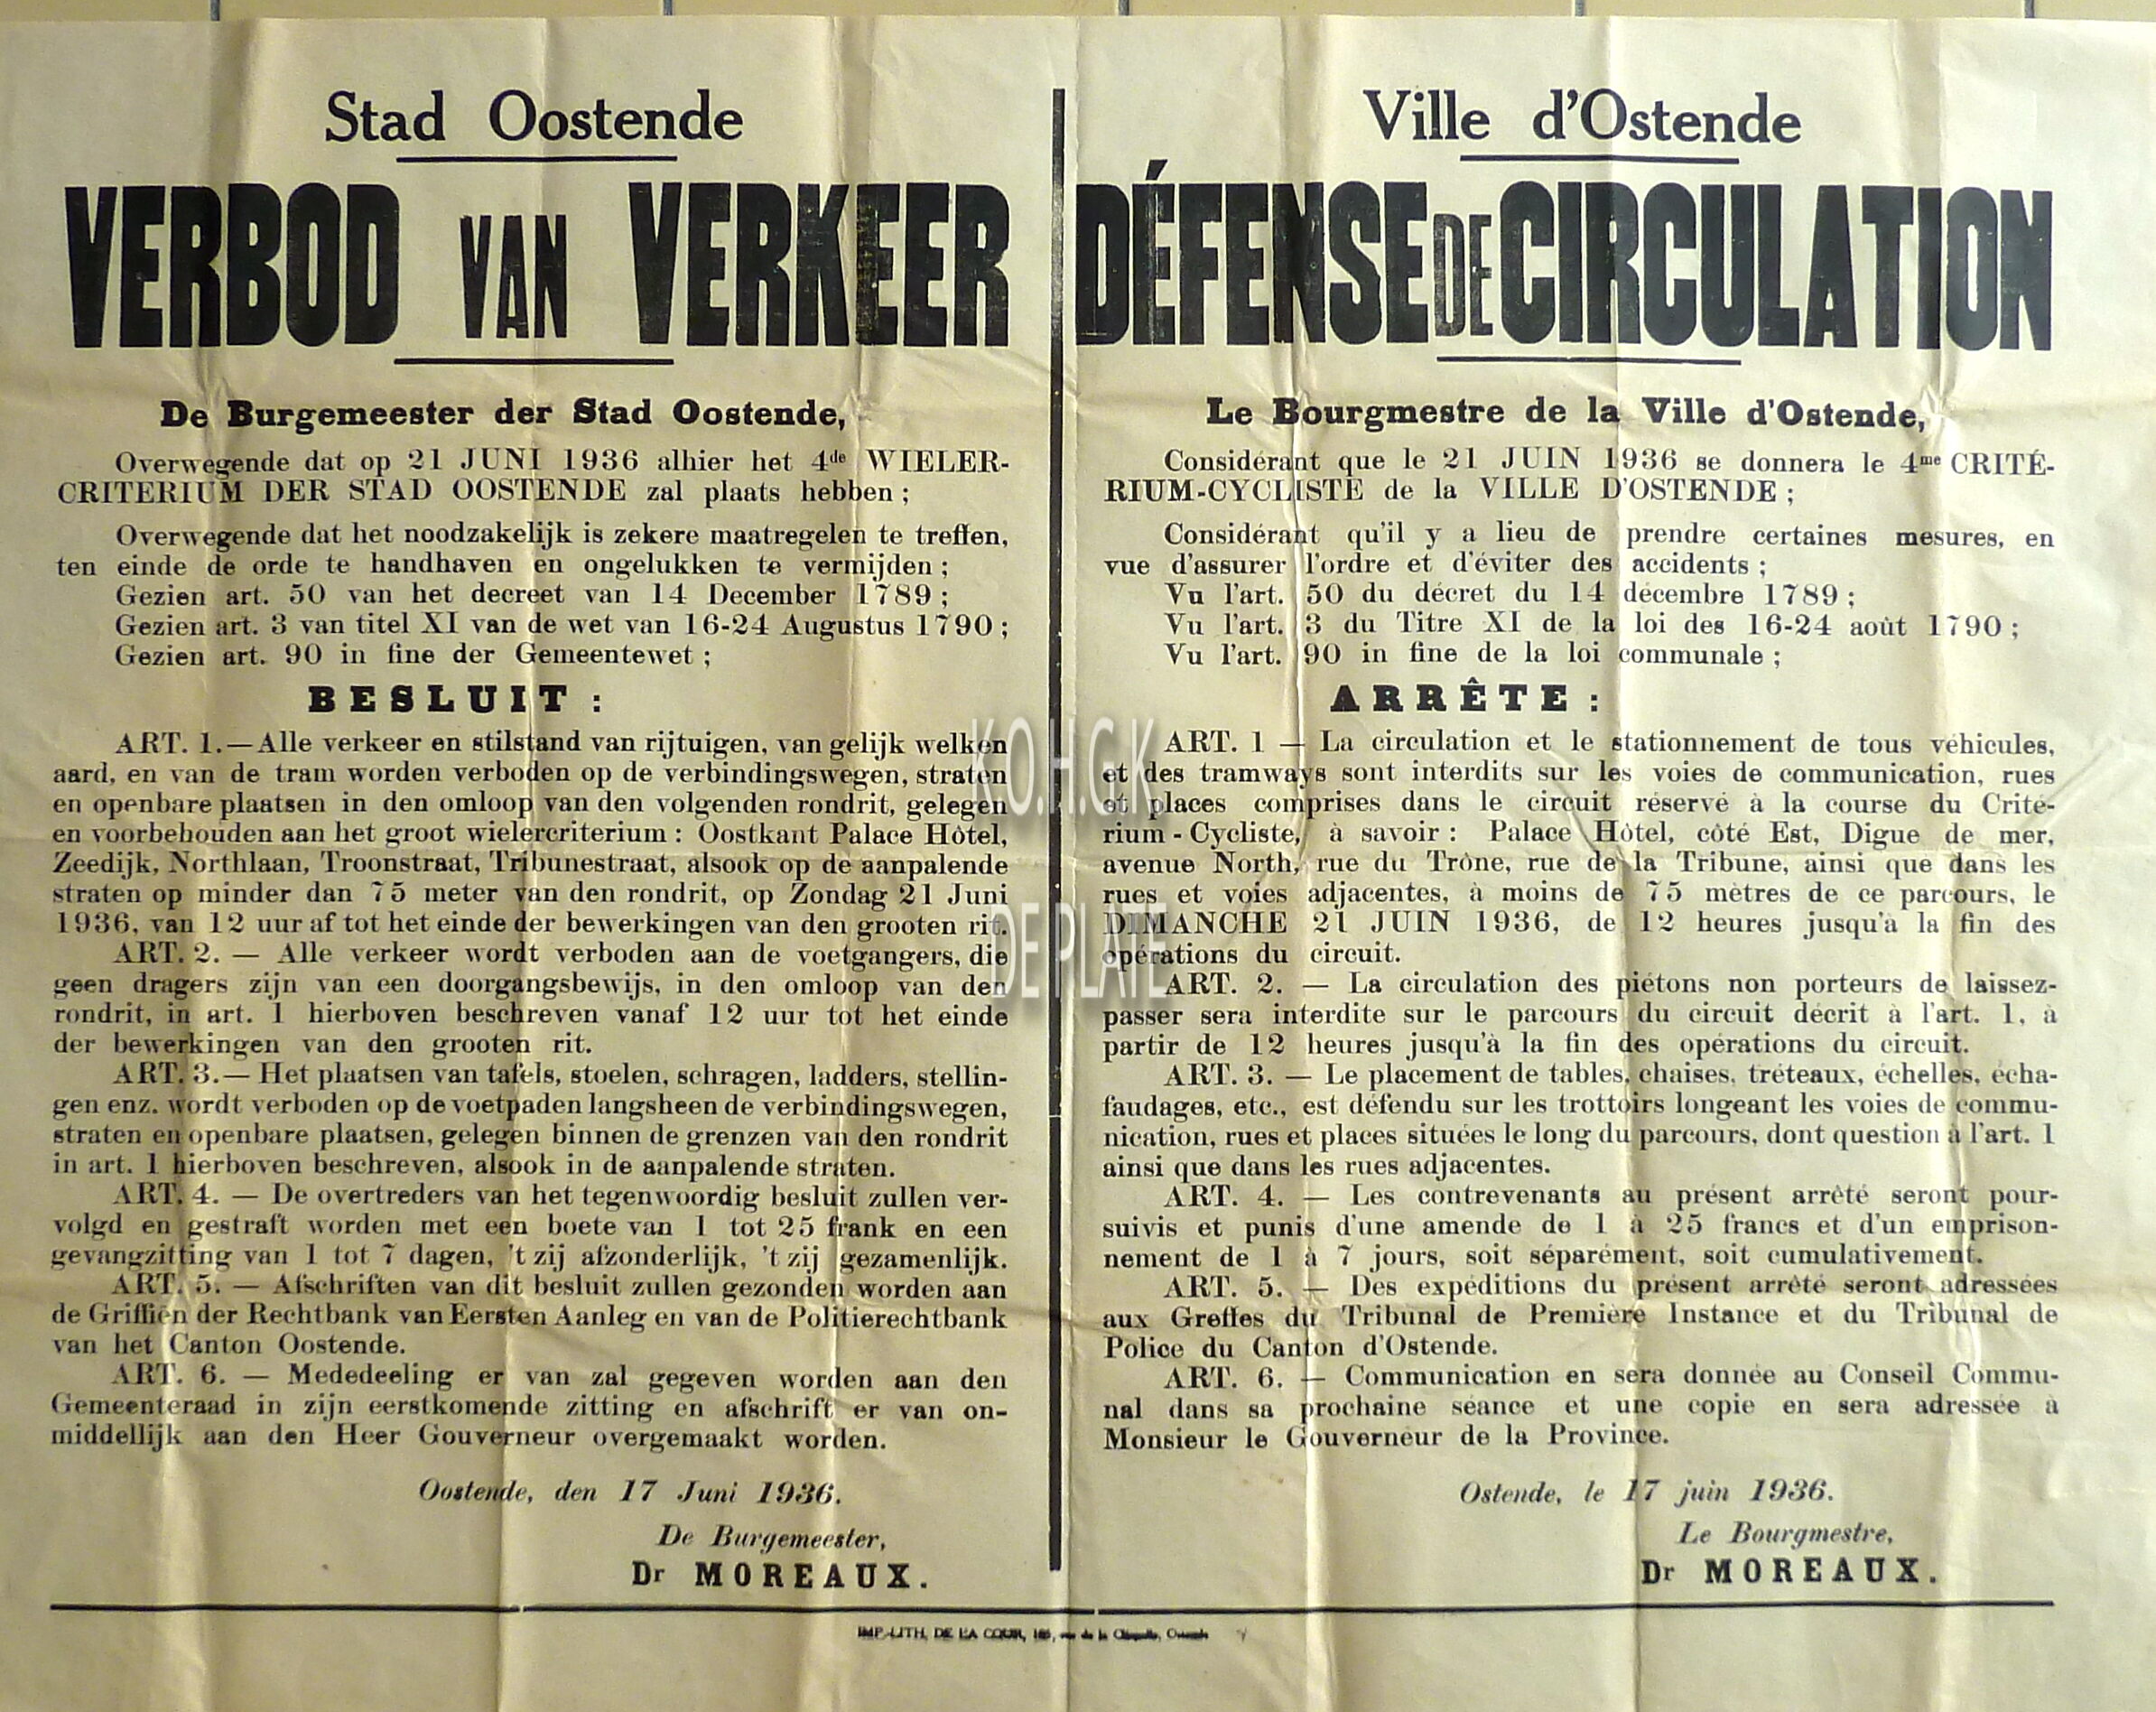 Stad Oostende
VERBOD VAN VERKEER
De Burgemeester der Stad Oostende,
Overwegende dat op 21 JUNI 1936 alhier het 4de WIELER-
CRITERIUM DER STAD OOSTENDE zal plaats hebben ;
Overwegende dat het noodzakelijk is zekere maatregelen te treffen,
ten einde de orde te handhaven en ongelukken te vermijden ;
Gezien art. 50 van het decreet van 14 December 1789 ;
Gezien art. 3 van titel XI van de wet van 16-24 Augustus 1790 ;
Gezien art. 90 in fine der Gemeentewet ;
BESLUIT :
ART. 1.— Alle verkeer en stilstand van rijtuigen, van gelijk welken
aard, en van de tram worden verboden op de verbindingswegen, straten
en openbare plaatsen in den omloop van den volgenden rondrit, gelegen
en voorbehouden aan het groot wielercriterium : Oostkant Palace Hôtel,
Zeedijk, Northlaan, Troonstraat, Tribunestraat, alsook op de aanpalende
straten op minder dan 75 meter van den rondrit, op Zondag 21 Juni
1936, van 12 uur af tot het einde der bewerkingen van den grooten rit.
ART. 2. — Alle verkeer wordt verboden aan de voetgangers, die
geen dragers zijn van een doorgangsbewijs, in den omloop van den
rondrit, in art. 1 hierboven beschreven vanaf 12 uur tot het einde
der bewerkingen van den grooten rit.
ART. 3.— Het plaatsen van tafels, stoelen, schragen, ladders, stellin-
gen enz. wordt verboden op de voetpaden langsheen de verbindingswegen,
straten en openbare plaatsen, gelegen binnen de grenzen van den rondrit
in art. 1 hierboven beschreven, alsook in de aanpalende straten.
ART. 4. — De overtreders van het tegenwoordig besluit zullen ver-
volgd en gestraft worden met een boete van 1 tot 25 frank en een
gevangzitting van 1 tot 7 dagen, 't zij afzonderlijk, 't zij gezamenlijk.
ART. 5. — Afschriften van dit besluit zullen gezonden worden aan
de Griffiën der Rechtbank van Eersten Aanleg en van de Politierechtbank
van het Canton Oostende.
ART. 6. — Mededeeling er van zal gegeven worden aan den
Gemeenteraad in zijn eerstkomende zitting en afschrift er van on-
middellijk aan den Heer Gouverneur overgemaakt worden.
Oostende, den 17 Juni 1936.
De Burgemeester,
Dr MOREAUX.
Ville d'Ostende
DÉFENSE DE CIRCULATION
Le Bourgmestre de la Ville d'Ostende,
Considérant que le 21 JUIN 1936 se donnera le 4me CRITÉ-
RIUM-CYCLISTE de la VILLE D'OSTENDE ;
Considérant qu'il y a lieu de prendre certaines mesures, en
vue d'assurer l'ordre et d'éviter des accidents ;
Vu l'art. 50 du décret du 14 décembre 1789 ;
Vu l'art. 3 du Titre XI de la loi des 16-24 août 1790 ;
Vu l'art. 90 in fine de la loi communale ;
ARRÊTE :
ART. 1 — La circulation et le stationnement de tous véhicules,
et des tramways sont interdits sur les voies de communication, rues
et places comprises dans le circuit réservé à la course du Crité-
rium - Cycliste, à savoir : Palace Hôtel, côté Est, Digue de mer,
avenue North, rue du Trône, rue de la Tribune, ainsi que dans les
rues et voies adjacentes, à moins de 75 mètres de ce parcours, le
DIMANCHE 21 JUIN 1936, de 12 heures jusqu'à la fin des
opérations du circuit.
ART. 2. — La circulation des piétons non porteurs de laissez-
passer sera interdite sur le parcours du circuit décrit à l'art. 1, à
partir de 12 heures jusqu'à la fin des opérations du circuit.
ART. 3. — Le placement de tables, chaises, tréteaux, échelles, écha-
faudages, etc., est défendu sur les trottoirs longeant les voies de commu-
nication, rues et places situées le long du parcours, dont question à l'art. 1
ainsi que dans les rues adjacentes.
ART. 4. — Les contrevenants au présent arrêté seront pour-
suivis et punis d'une amende de 1 à 25 francs et d'un emprison-
nement de 1 à 7 jours, soit séparément, soit cumulativement.
ART. 5. — Des expéditions du présent arrêté seront adressées
aux Greffes du Tribunal de Première Instance et du Tribunal de
Police du Canton d'Ostende.
ART. 6. — Communication en sera donnée au Conseil Commu-
nal dans sa prochaine séance et une copie en sera adressée à
Monsieur le Gouverneur de la Province.
Ostende, le 17 juin 1936.
Le Bourgmestre,
Dr MOREAUX.
IMP.-LITH. DE LA COUR, rue de la Chapelle, Ostende
KO.H.GK
DE PLATE